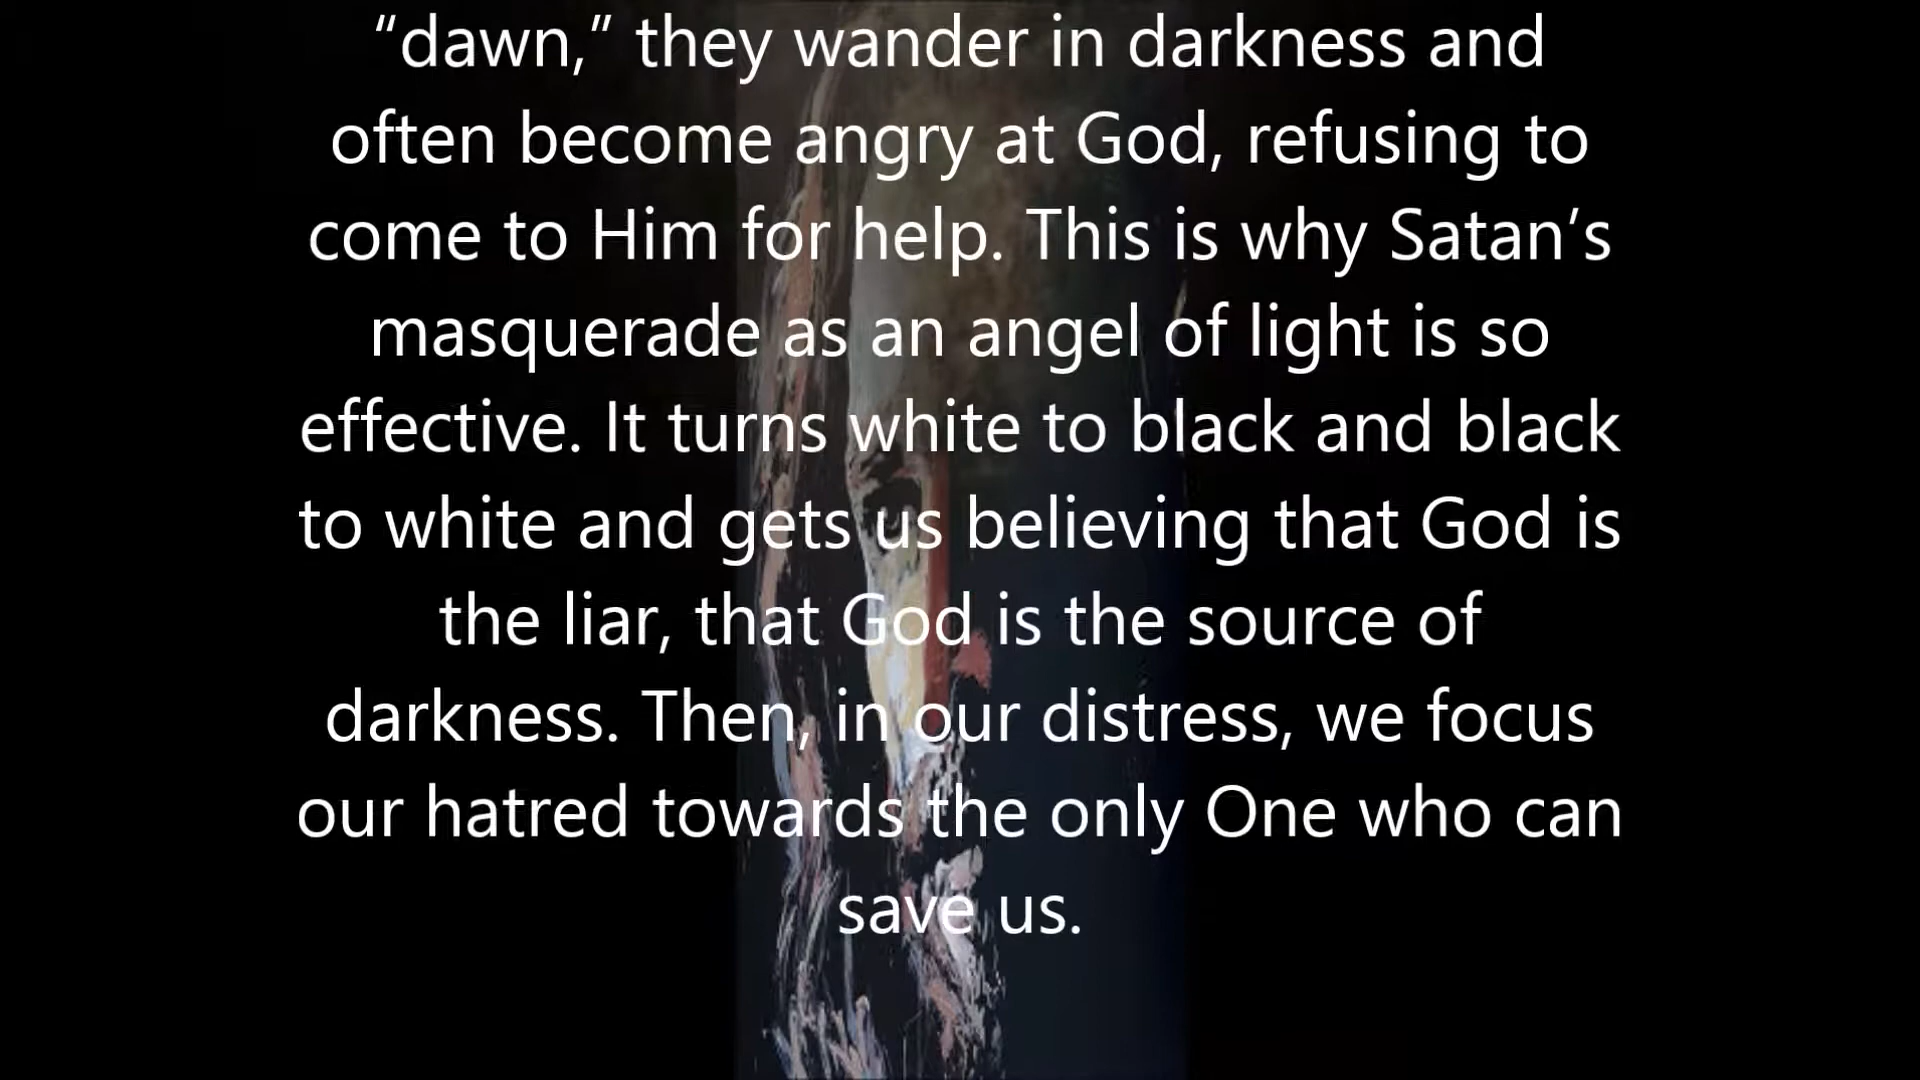 “dawn,” they wander in darkness and
often become angry at God, refusing to
come to Him for help. This is why Satan’s
masquerade as an angel of light is so
effective. It turns white to black and black
to white and gets us believing that God is
the liar, that God is the source of
darkness. Then, in our distress, we focus
our hatred towards the only One who can
save us.